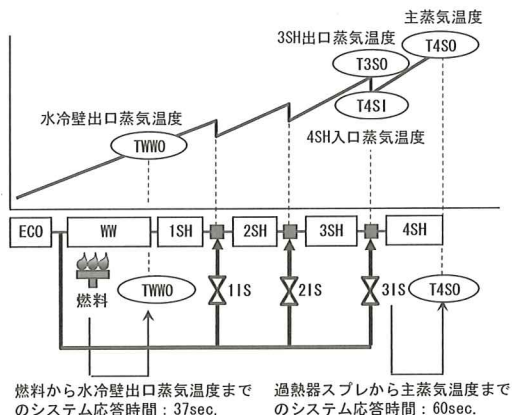 主蒸気温度
3SH出口蒸気温度
T4SO
T3SO
水冷壁出口蒸気温度
T4SI
TWWO
4SH入口蒸気温度
ECO
WW
1SH
2SH
3SH
4SH
燃料
TWWO
1IS
2IS
3IS
T4SO
燃料から水冷壁出口蒸気温度まで
のシステム応答時間：37sec.
過熱器スプレから主蒸気温度まで
のシステム応答時間：60sec.